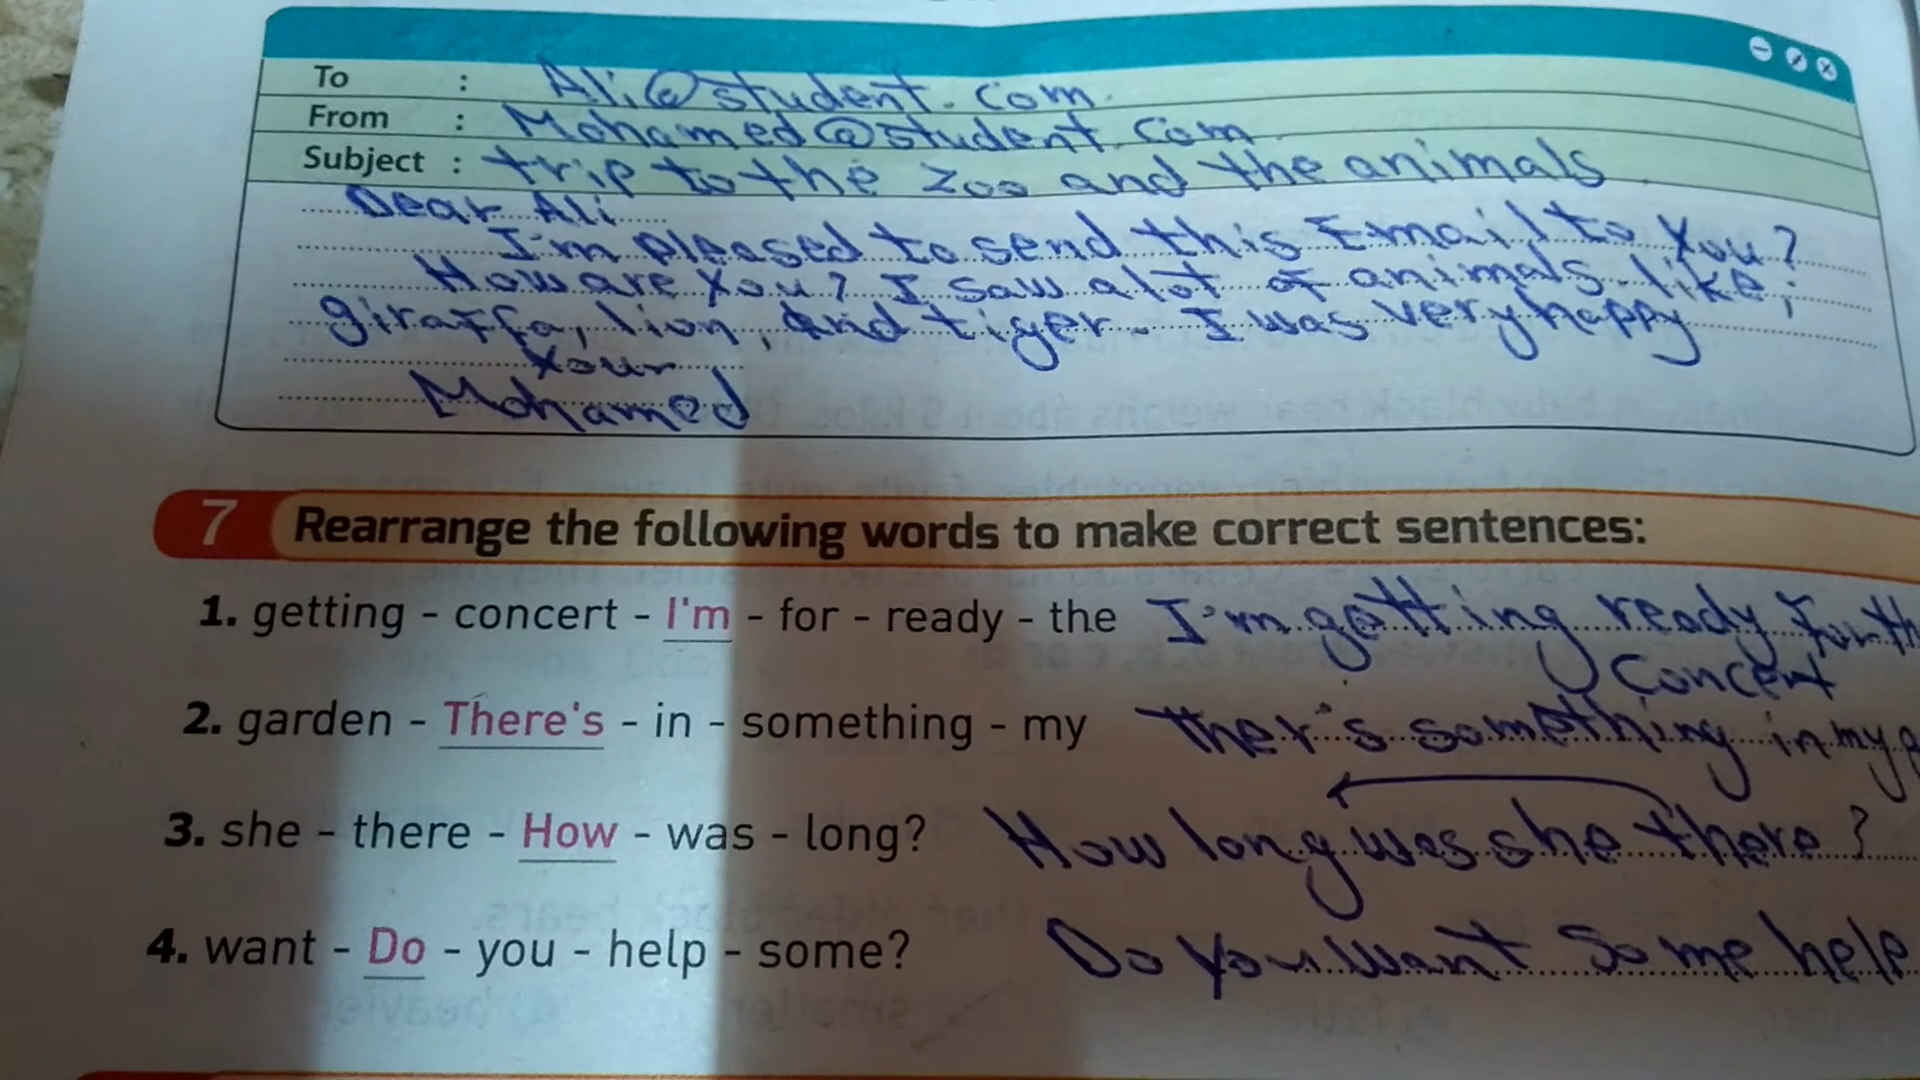 To : Ali@student.com
From : Mohamed@student.com
Subject : trip to the zoo and the animals
Dear Ali
I'm pleased to send this Email to You?
How are You? I saw a lot of animals like;
giraffa, lion, and tiger. I was very happy
Your
Mohamed
7 Rearrange the following words to make correct sentences:
1. getting - concert - I'm - for - ready - the I'm getting ready for th
Concert
2. garden - There's - in - something - my ther's something in my g
3. she - there - How - was - long? How long was she there?
4. want - Do - you - help - some? Do You want Some help